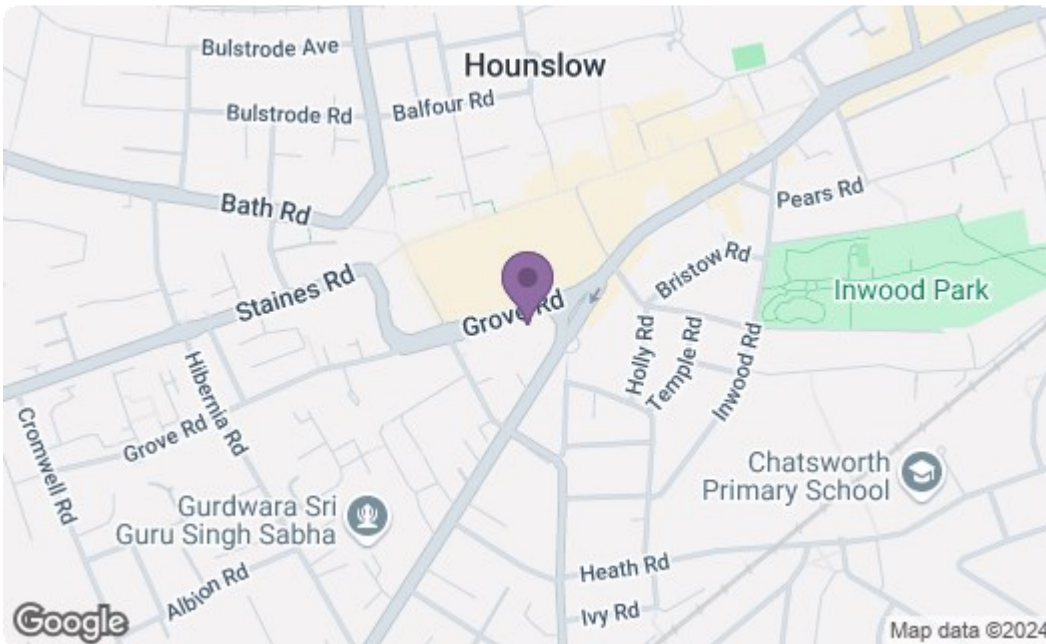 Bulstrode Ave
Hounslow
Bulstrode Rd
Balfour Rd
Bath Rd
Pears Rd
Staines Rd
Bristow Rd
Inwood Park
Grove Rd
Holly Rd
Temple Rd
Inwood Rd
Hibernia Rd
Grove Rd
Cromwell Rd
Chatsworth
Primary School
Gurdwara Sri
Guru Singh Sabha
Heath Rd
Albion Rd
Ivy Rd
Google
Map data ©2024